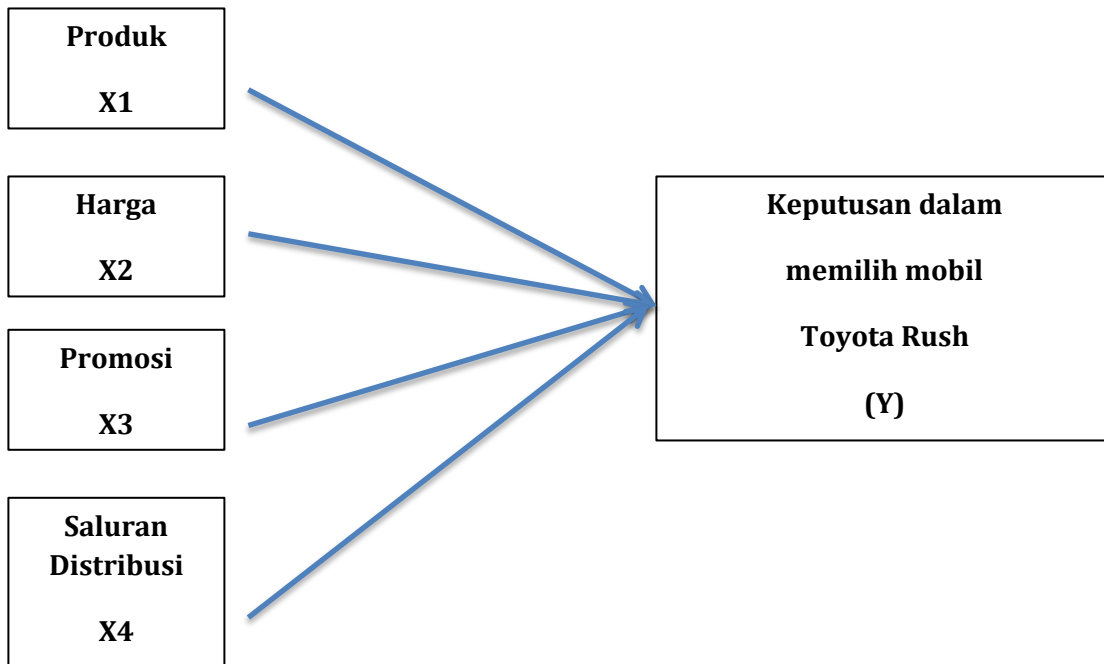 Produk
X1
Harga
X2
Promosi
X3
Saluran
Distribusi
X4
Keputusan dalam
memilih mobil
Toyota Rush
(Y)